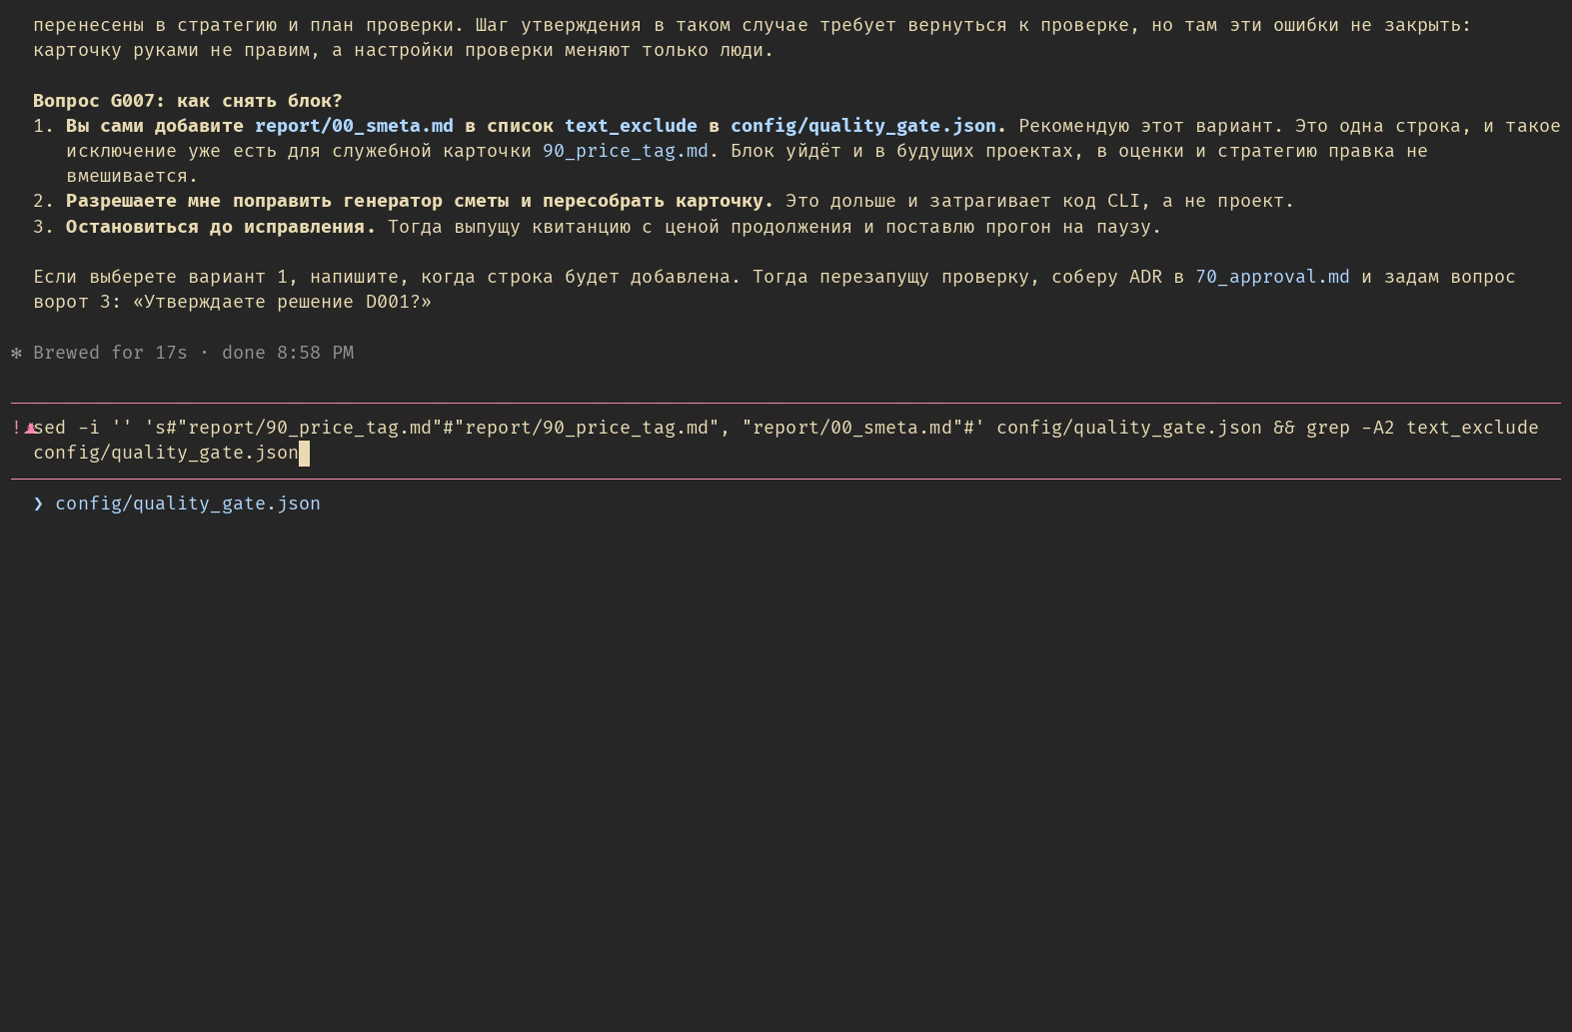 перенесены в стратегию и план проверки. Шаг утверждения в таком случае требует вернуться к проверке, но там эти ошибки не закрыть:
карточку руками не правим, а настройки проверки меняют только люди.
Вопрос G007: как снять блок?
1. Вы сами добавите report/00_smeta.md в список text_exclude в config/quality_gate.json. Рекомендую этот вариант. Это одна строка, и такое
исключение уже есть для служебной карточки 90_price_tag.md. Блок уйдёт и в будущих проектах, в оценки и стратегию правка не
вмешивается.
2. Разрешаете мне поправить генератор сметы и пересобрать карточку. Это дольше и затрагивает код CLI, а не проект.
3. Остановиться до исправления. Тогда выпущу квитанцию с ценой продолжения и поставлю прогон на паузу.
Если выберете вариант 1, напишите, когда строка будет добавлена. Тогда перезапущу проверку, соберу ADR в 70_approval.md и задам вопрос
ворот 3: «Утверждаете решение D001?»
✻ Brewed for 17s · done 8:58 PM
! sed -i '' 's#"report/90_price_tag.md"#"report/90_price_tag.md", "report/00_smeta.md"#' config/quality_gate.json && grep -A2 text_exclude
config/quality_gate.json
❯ config/quality_gate.json